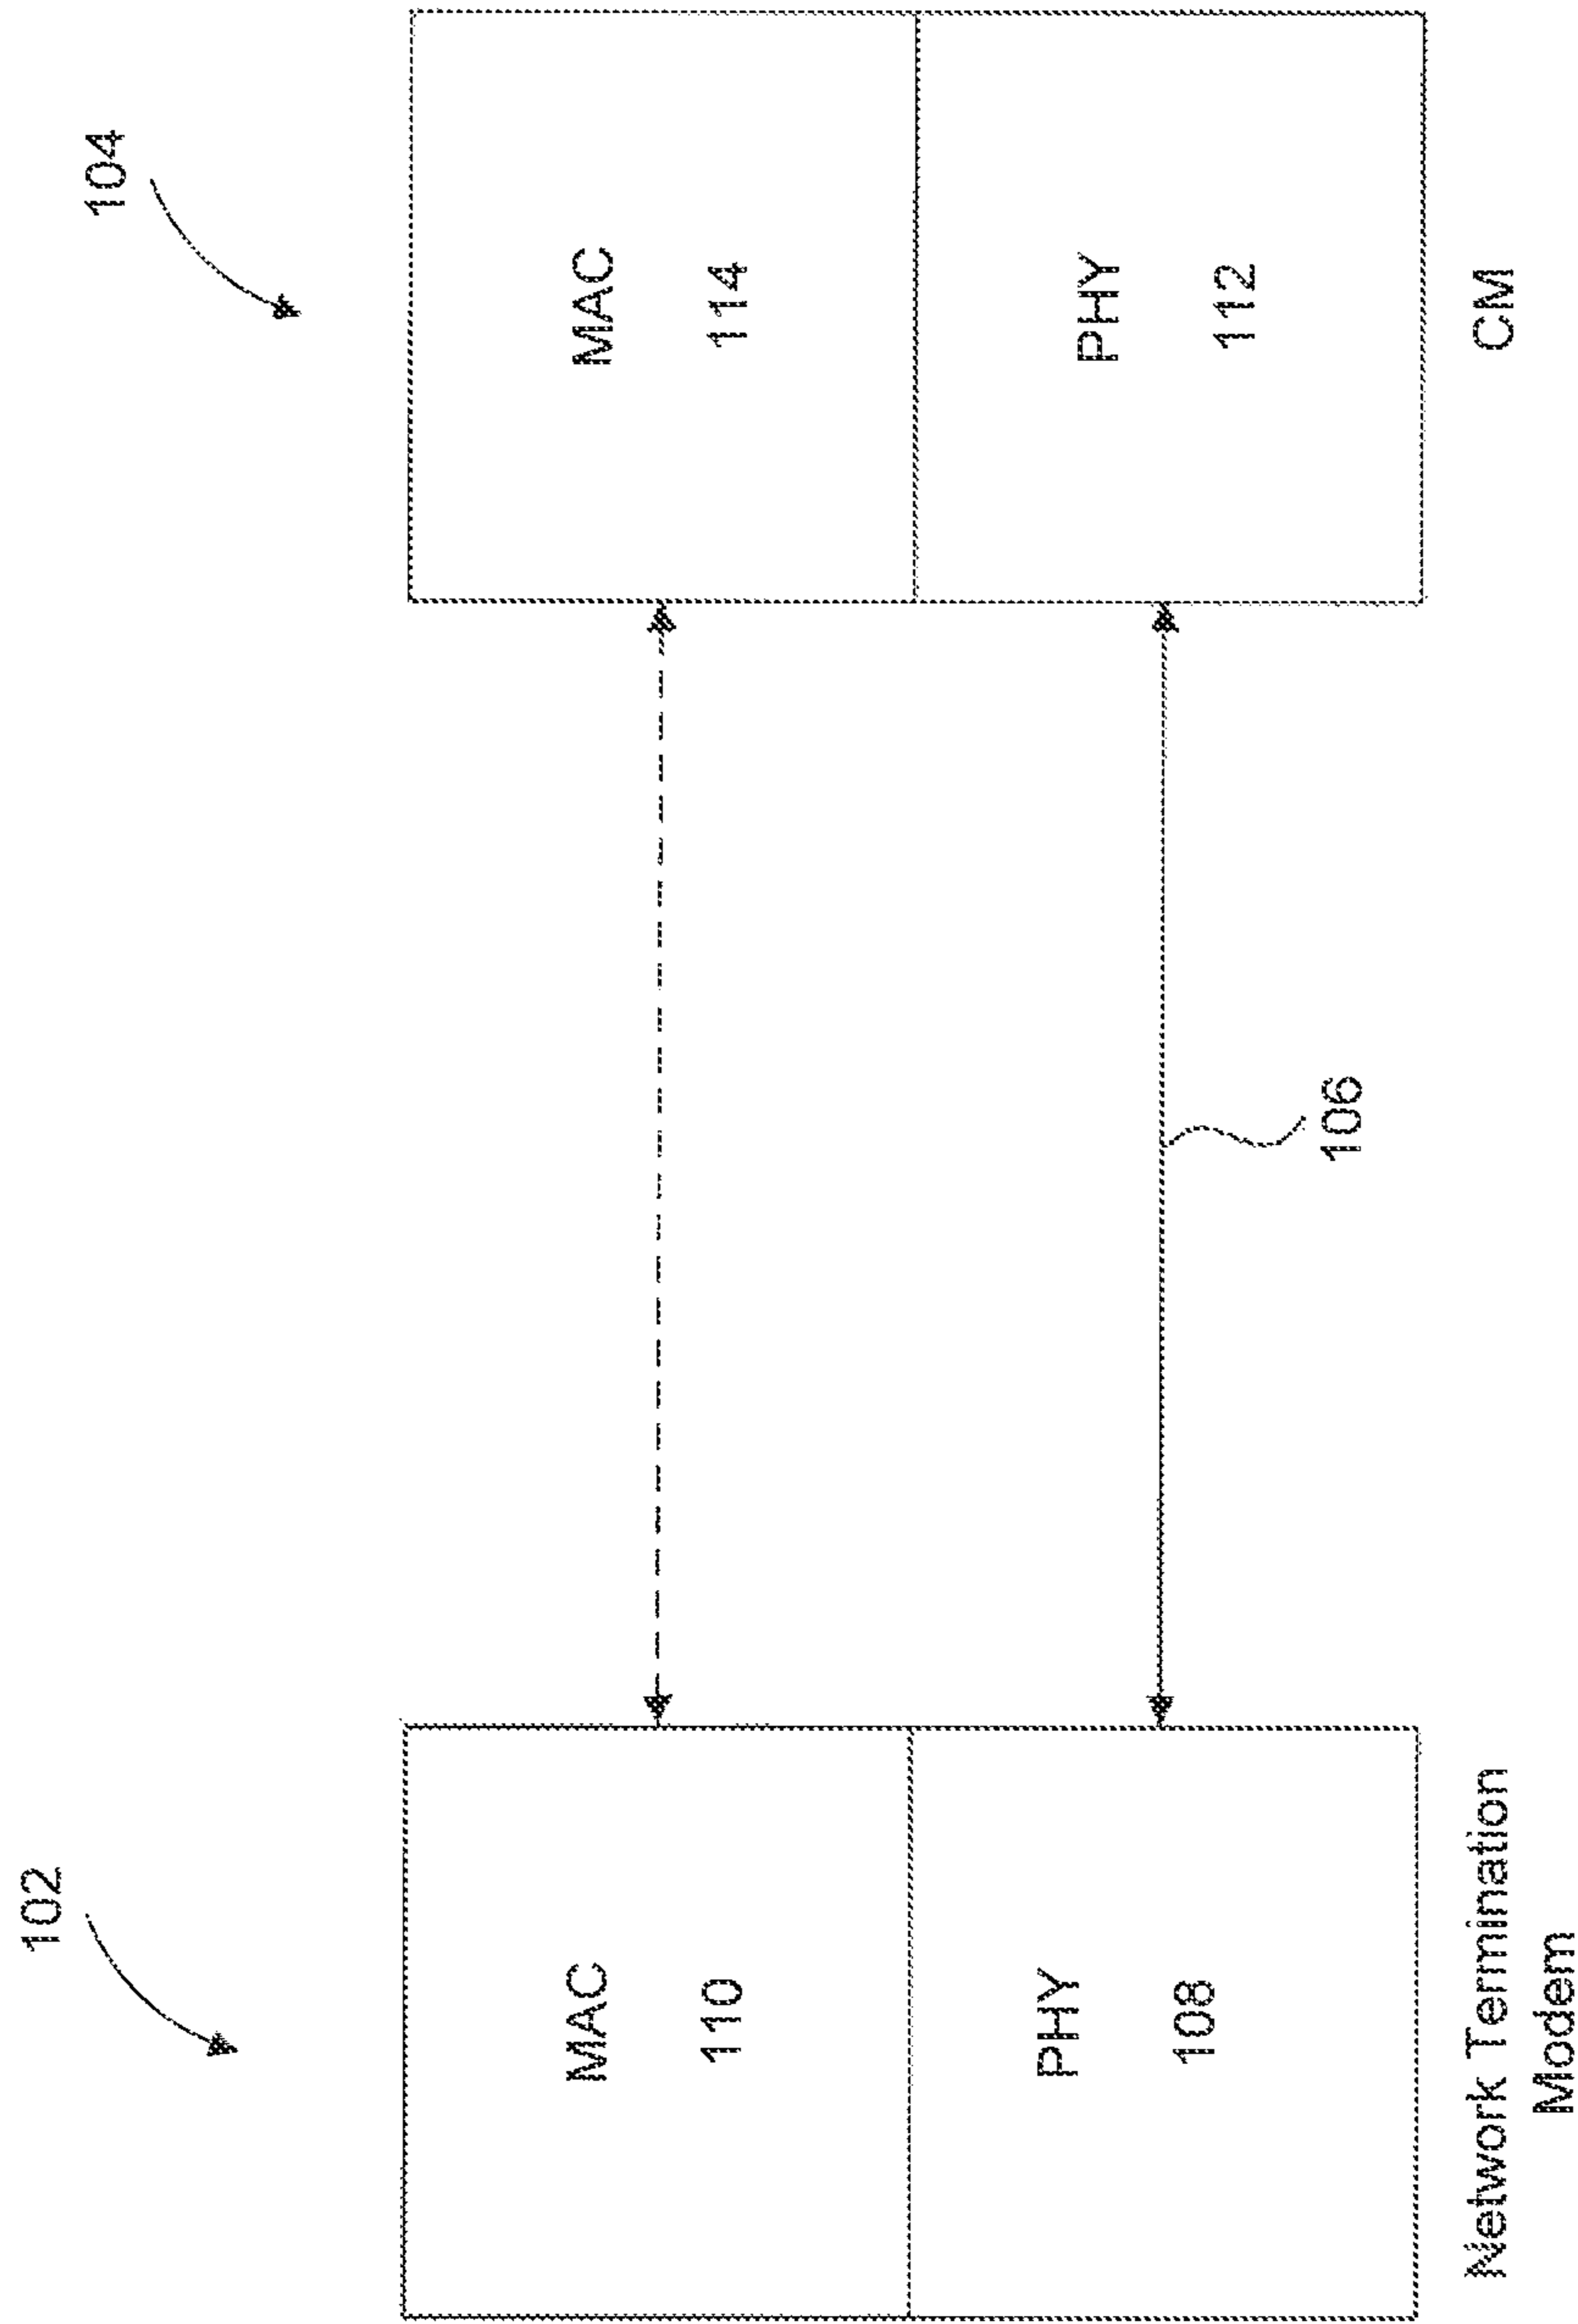 102
104
MAC
110
MAC
114
PHY
108
PHY
112
106
Network Termination
Modem
CM